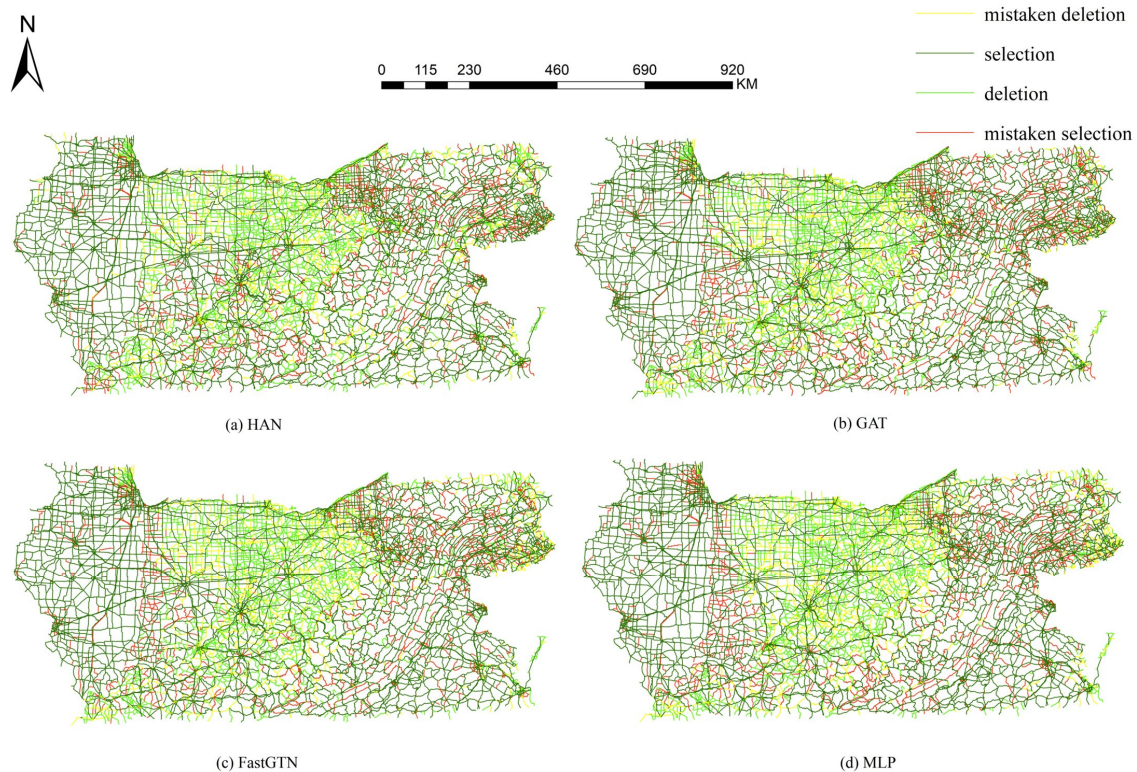 N
0 115 230 460 690 920
KM
mistaken deletion
selection
deletion
mistaken selection
(a) HAN
(b) GAT
(c) FastGTN
(d) MLP